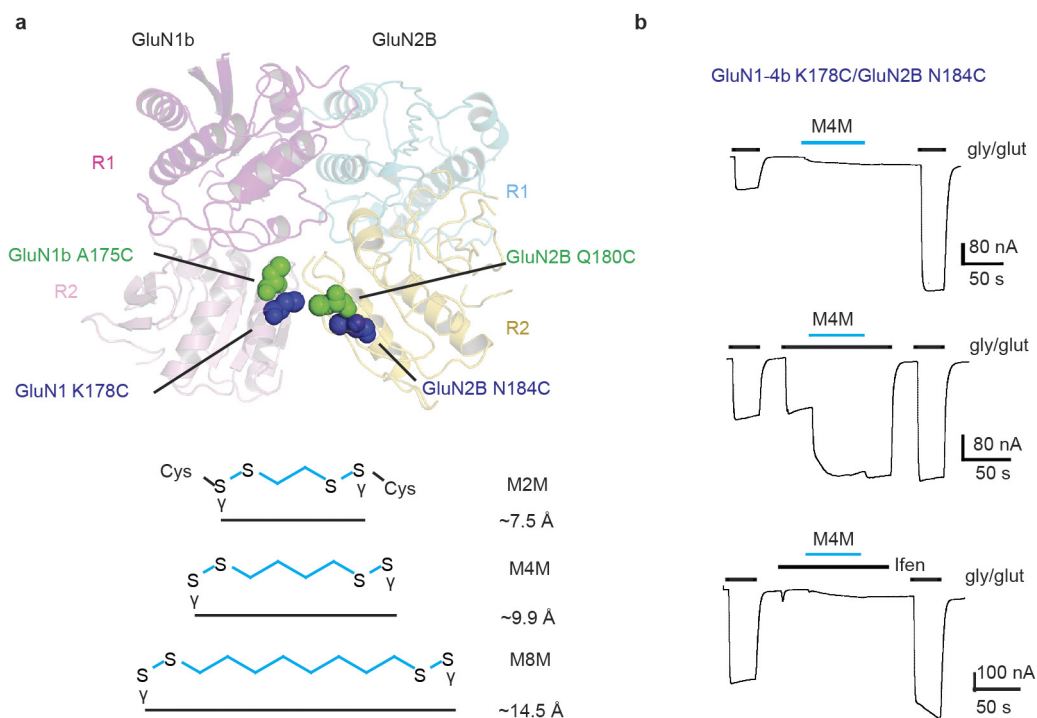 a
GluN1b
GluN2B
R1
R1
GluN1b A175C
GluN2B Q180C
R2
R2
GluN1 K178C
GluN2B N184C
Cys
S
S
S
S
Cys
γ
γ
M2M
~7.5 Å
S
S
S
S
γ
γ
M4M
~9.9 Å
S
S
S
S
γ
γ
M8M
~14.5 Å
b
GluN1-4b K178C/GluN2B N184C
M4M
gly/glut
80 nA
50 s
M4M
gly/glut
80 nA
50 s
M4M
Ifen
gly/glut
100 nA
50 s